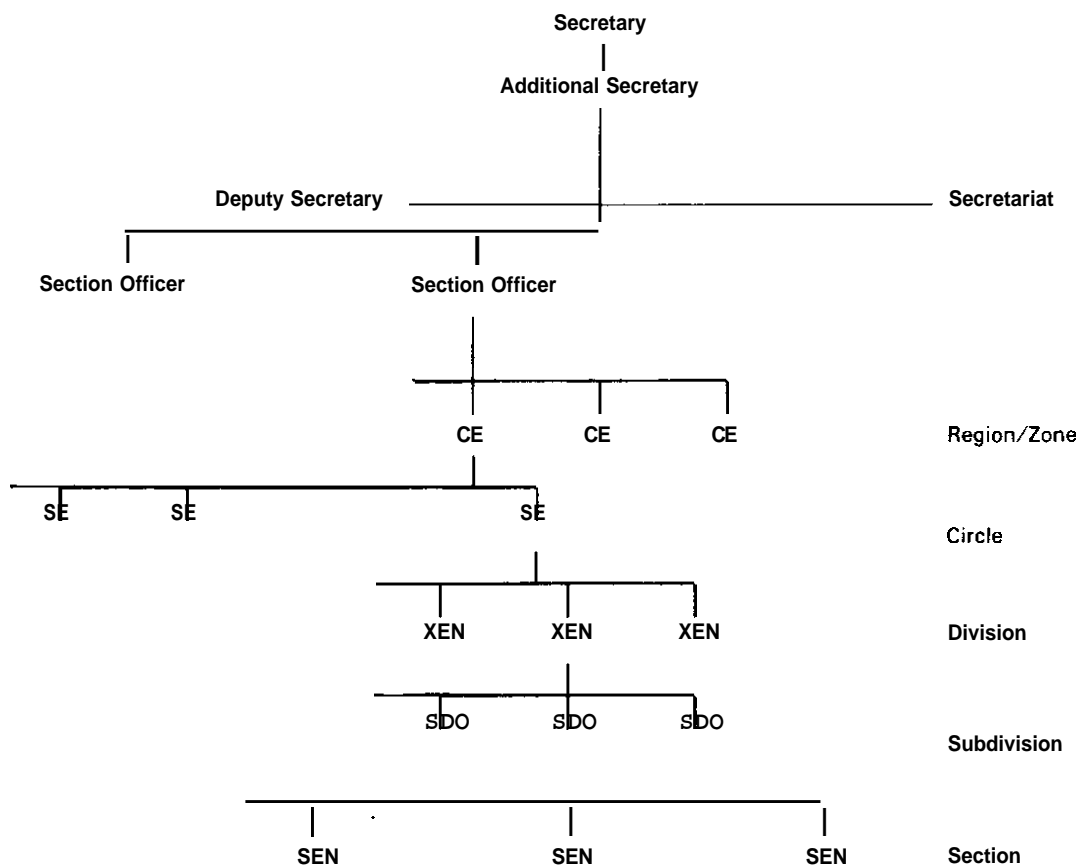 Secretary
Additional Secretary
Deputy Secretary Secretariat
Section Officer Section Officer
CE CE CE Region/Zone
SE SE SE
Circle
XEN XEN XEN Division
SDO SDO SDO
Subdivision
SEN SEN SEN Section